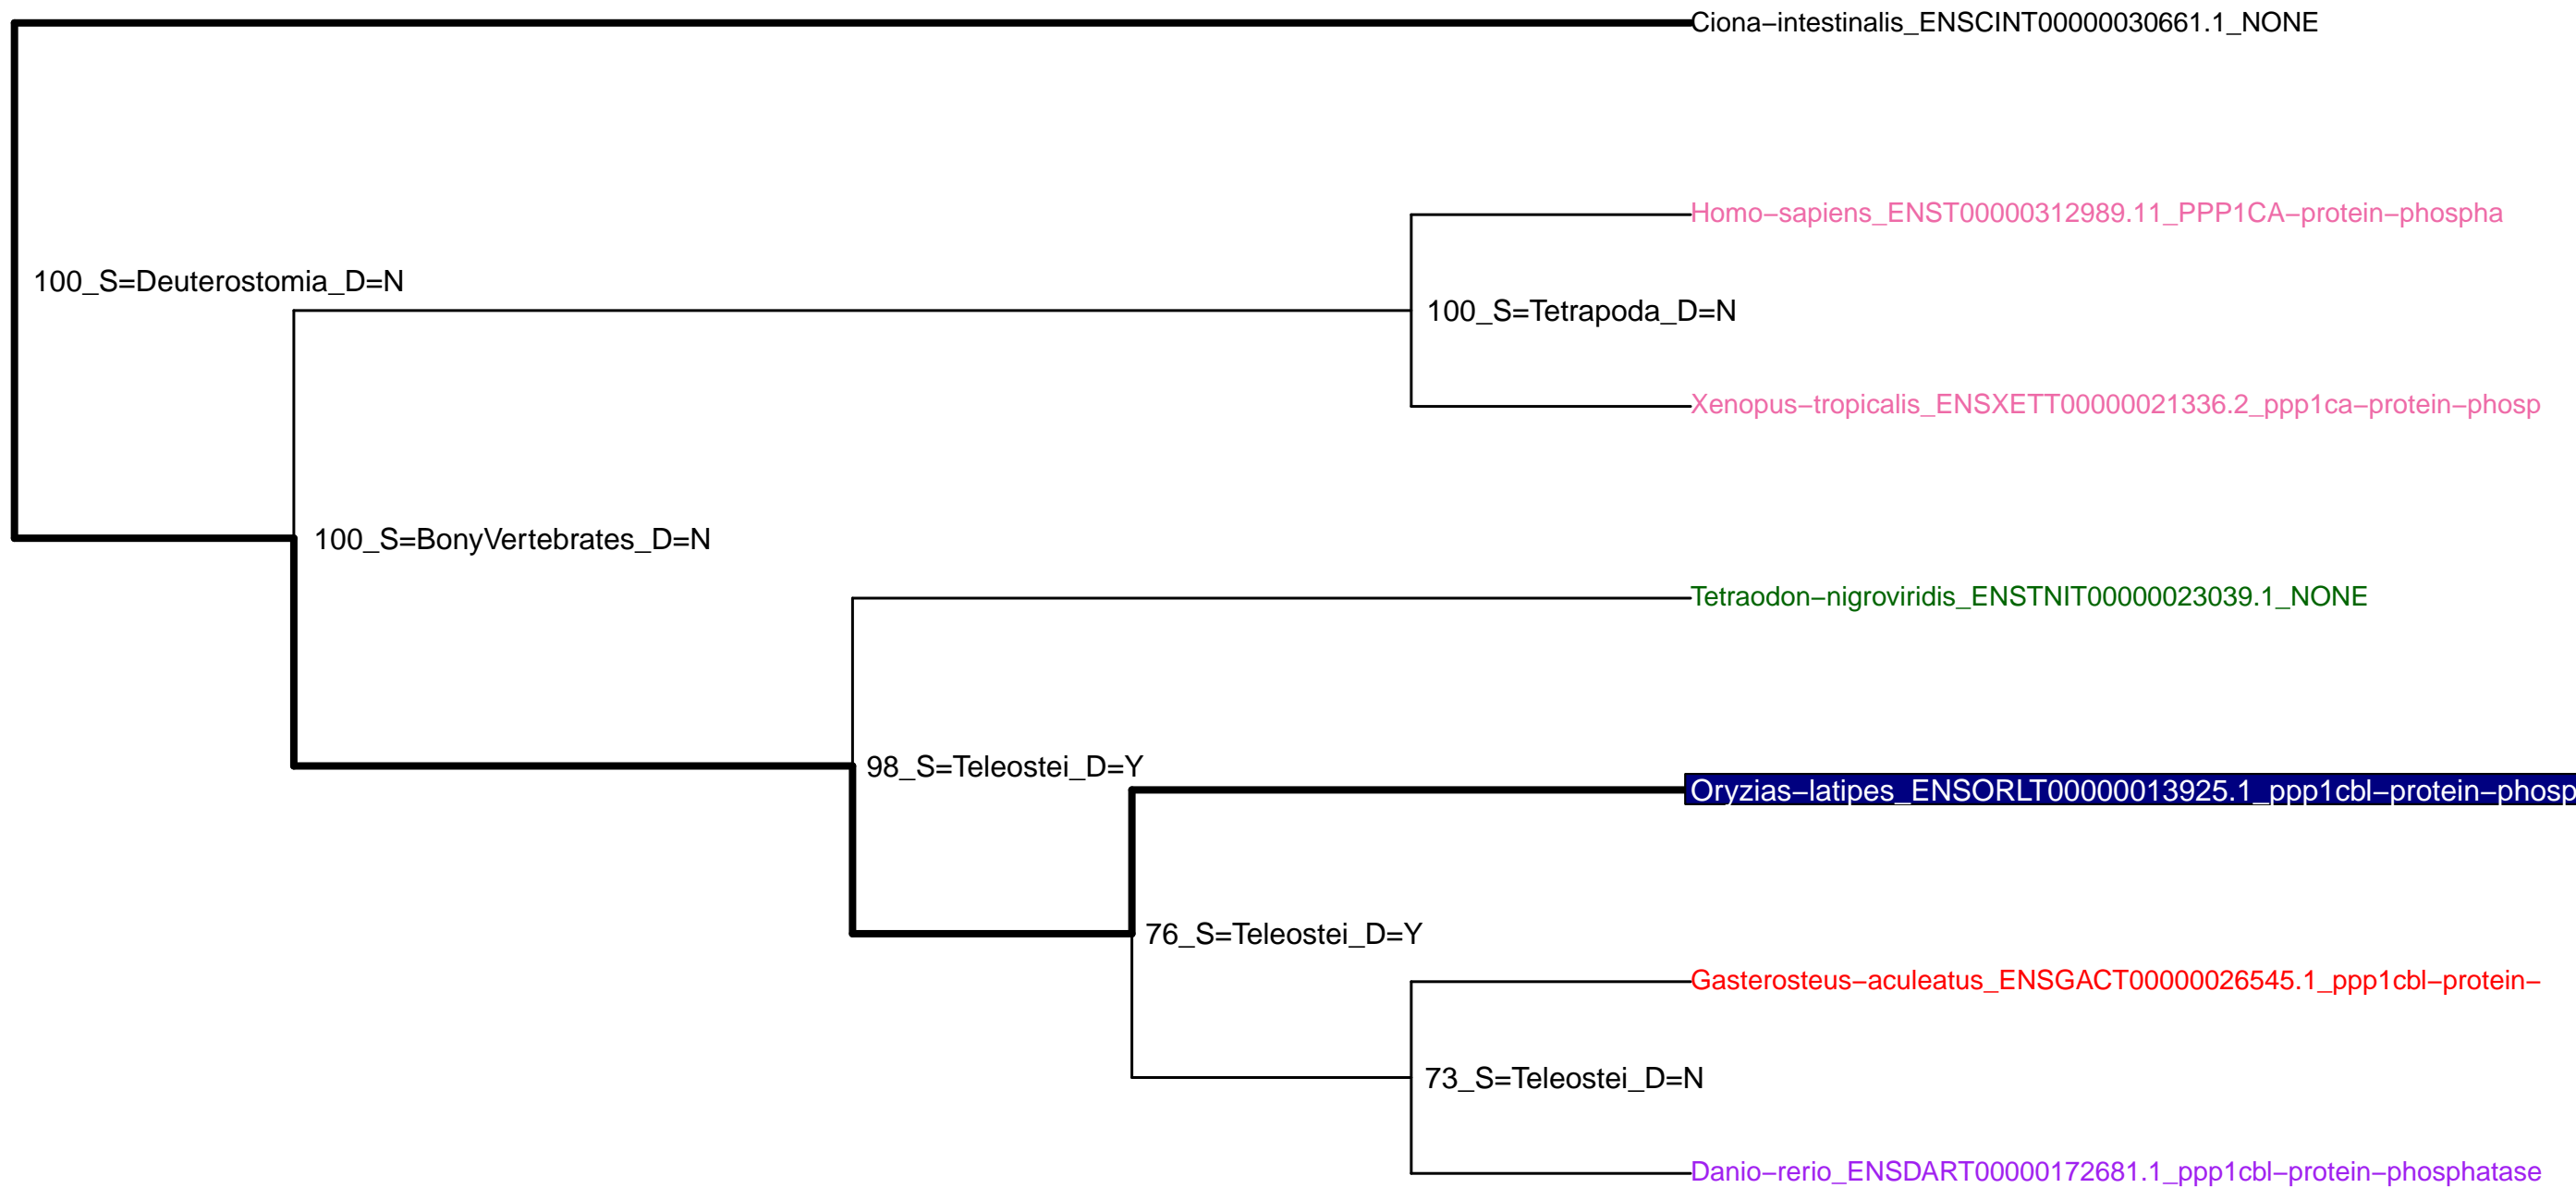 Ciona−intestinalis_ENSCINT00000030661.1_NONE
Homo−sapiens_ENST00000312989.11_PPP1CA−protein−phospha
100_S=Deuterostomia_D=N
100_S=Tetrapoda_D=N
Xenopus−tropicalis_ENSXETT00000021336.2_ppp1ca−protein−phosp
100_S=BonyVertebrates_D=N
Tetraodon−nigroviridis_ENSTNIT00000023039.1_NONE
98_S=Teleostei_D=Y
Oryzias−latipes_ENSORLT00000013925.1_ppp1cbl−protein−phosp
76_S=Teleostei_D=Y
Gasterosteus−aculeatus_ENSGACT00000026545.1_ppp1cbl−protein−
73_S=Teleostei_D=N
Danio−rerio_ENSDART00000172681.1_ppp1cbl−protein−phosphatase